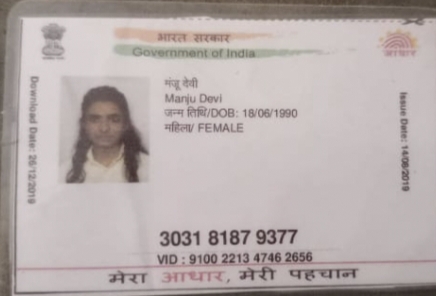 भारत सरकार
Government of India
आधार
Download Date: 26/12/2019
मंजू देवी
Manju Devi
जन्म तिथि/DOB: 18/06/1990
महिला/ FEMALE
Issue Date: 14/06/2019
3031 8187 9377
VID : 9100 2213 4746 2656
मेरा आधार, मेरी पहचान